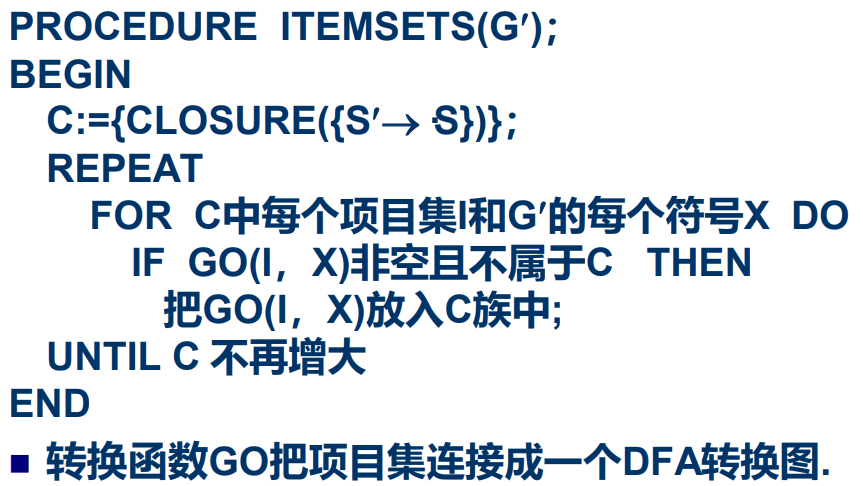 PROCEDURE ITEMSETS(G′);
BEGIN
C:={CLOSURE({S′→·S})};
REPEAT
FOR C中每个项目集I和G′的每个符号X DO
IF GO(I，X)非空且不属于C THEN
把GO(I，X)放入C族中;
UNTIL C 不再增大
END
■ 转换函数GO把项目集连接成一个DFA转换图.